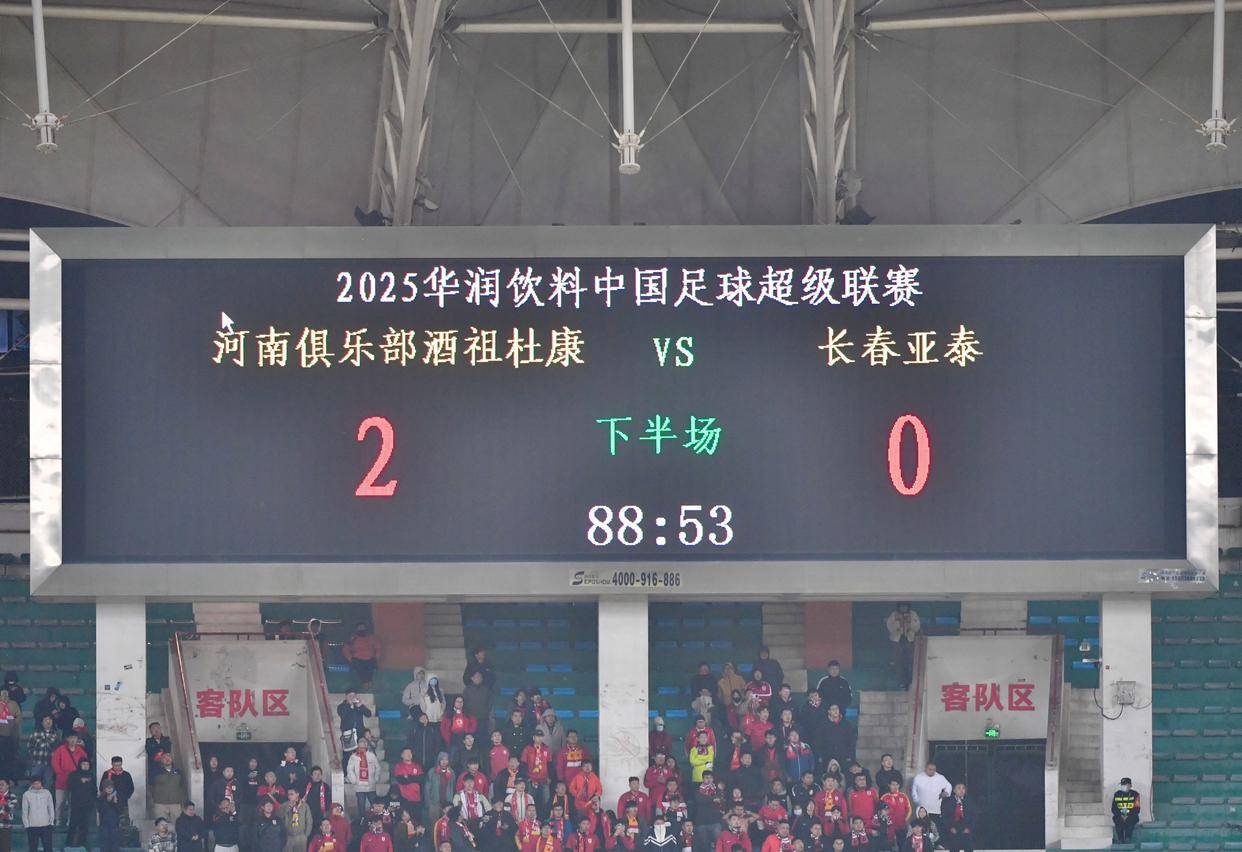 2025华润饮料中国足球超级联赛
河南俱乐部酒祖杜康 VS 长春亚泰
2 下半场 0
88:53
4000-916-886
客队区 客队区